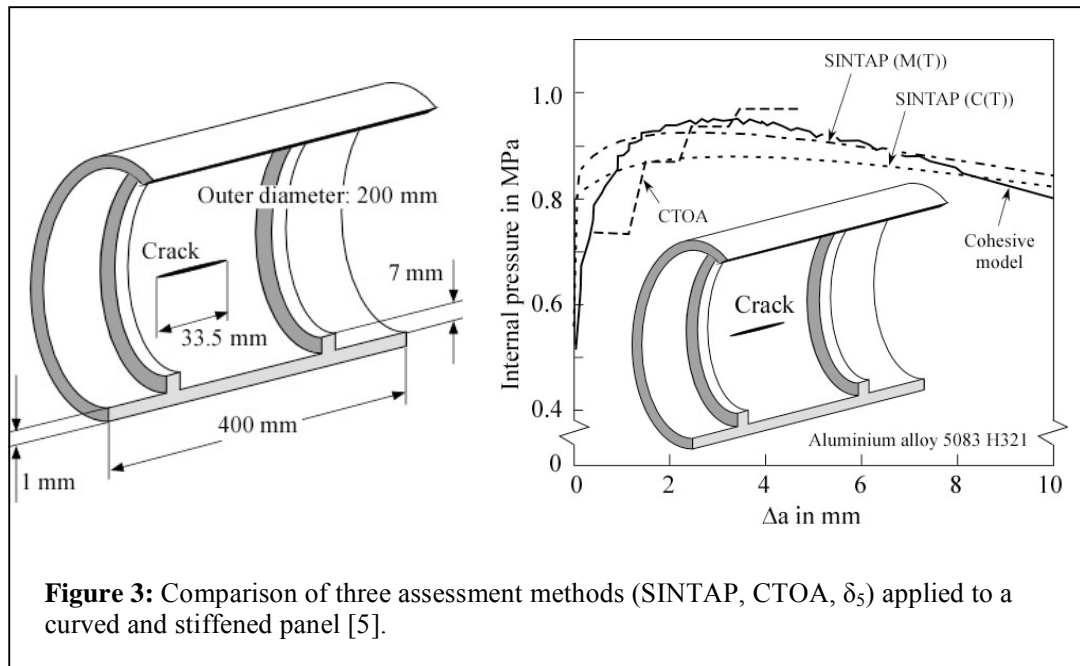 Outer diameter: 200 mm
Crack
7 mm
33.5 mm
400 mm
1 mm
Internal pressure in MPa
1.0
0.8
0.6
0.4
0
SINTAP (M(T))
SINTAP (C(T))
CTOA
Cohesive
model
Crack
Aluminium alloy 5083 H321
0 2 4 6 8 10
Δa in mm
Figure 3: Comparison of three assessment methods (SINTAP, CTOA, δ₅) applied to a
curved and stiffened panel [5].